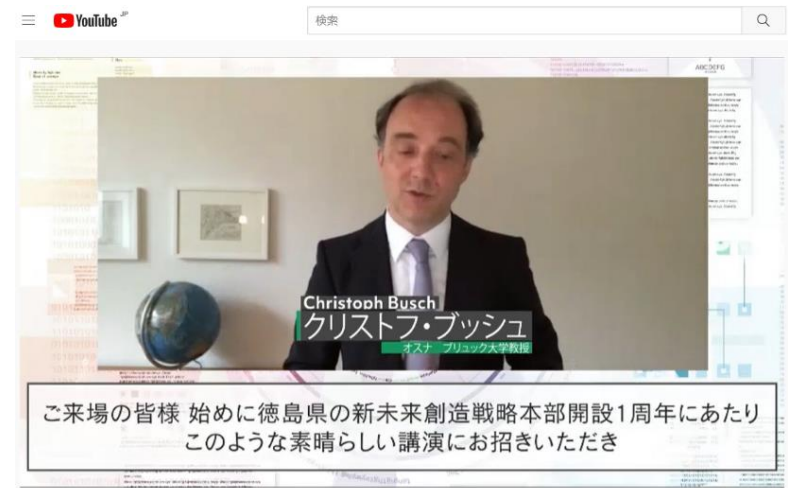 YouTube JP
検索
ABCDEFG
Christoph Busch
クリストフ・ブッシュ
オスナ ブリュック大学教授
ご来場の皆様 始めに徳島県の新未来創造戦略本部開設1周年にあたり
このような素晴らしい講演にお招きいただき